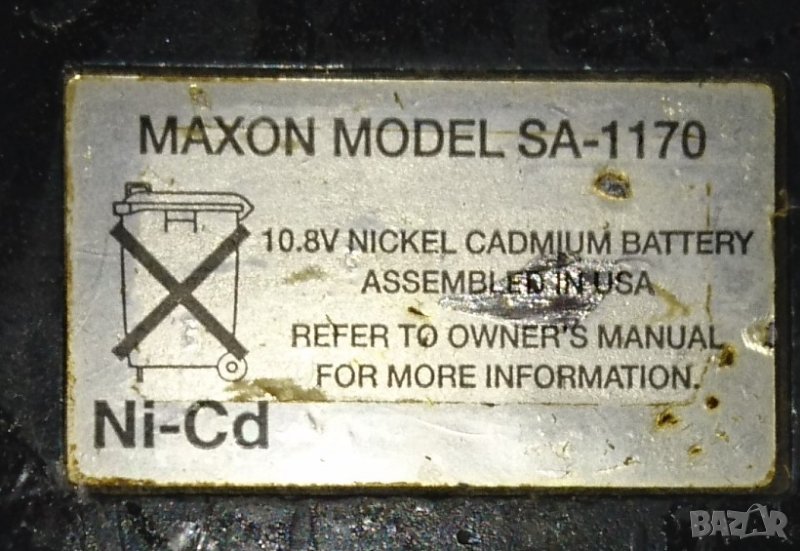 MAXON MODEL SA-1170
10.8V NICKEL CADMIUM BATTERY
ASSEMBLED IN USA
REFER TO OWNER'S MANUAL
FOR MORE INFORMATION.
Ni-Cd
BAZAR